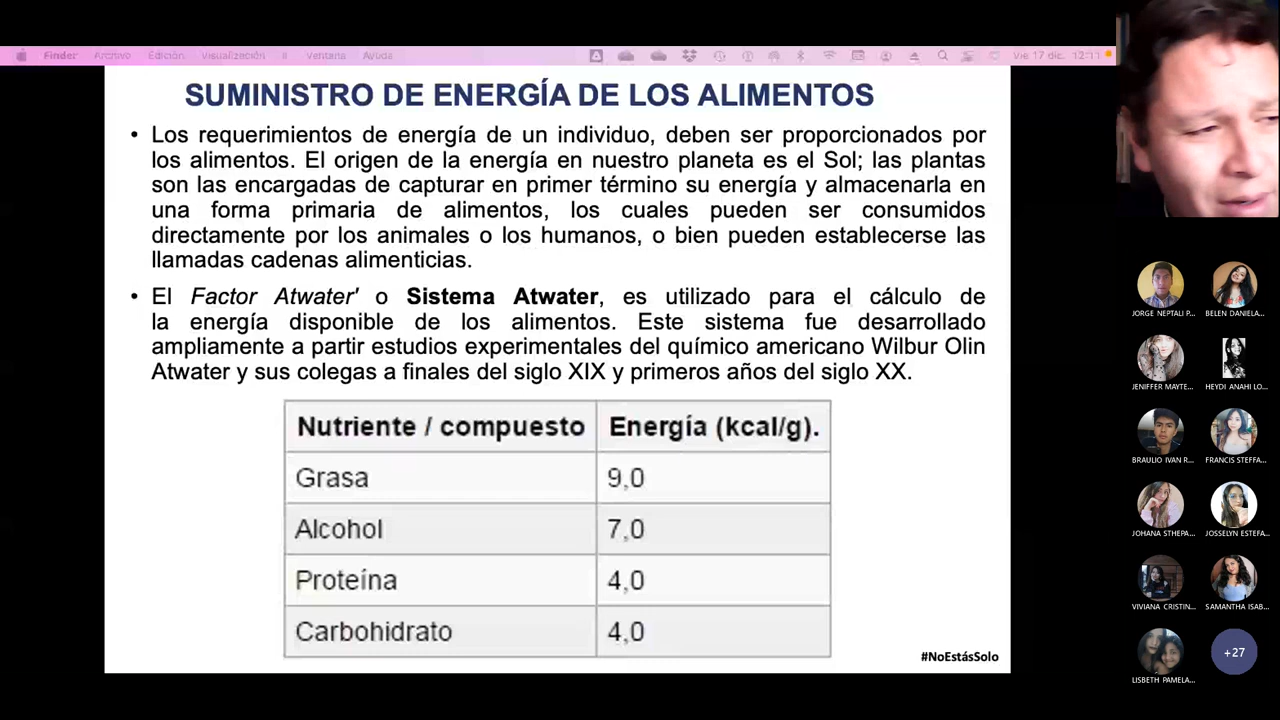 Finder Archivo Edición Visualización Ir Ventana Ayuda
Vie 17 dic. 12:11
SUMINISTRO DE ENERGÍA DE LOS ALIMENTOS
• Los requerimientos de energía de un individuo, deben ser proporcionados por
los alimentos. El origen de la energía en nuestro planeta es el Sol; las plantas
son las encargadas de capturar en primer término su energía y almacenarla en
una forma primaria de alimentos, los cuales pueden ser consumidos
directamente por los animales o los humanos, o bien pueden establecerse las
llamadas cadenas alimenticias.
• El Factor Atwater' o Sistema Atwater, es utilizado para el cálculo de
la energía disponible de los alimentos. Este sistema fue desarrollado
ampliamente a partir estudios experimentales del químico americano Wilbur Olin
Atwater y sus colegas a finales del siglo XIX y primeros años del siglo XX.
Nutriente / compuesto Energía (kcal/g).
Grasa 9,0
Alcohol 7,0
Proteína 4,0
Carbohidrato 4,0
#NoEstásSolo
JORGE NEPTALI P... BELEN DANIELA...
JENIFFER MAYTE... HEYDI ANAHI LO...
BRAULIO IVAN R... FRANCIS STEFFA...
JOHANA STHEPA... JOSSELYN ESTEFA...
VIVIANA CRISTIN... SAMANTHA ISAB...
LISBETH PAMELA... +27